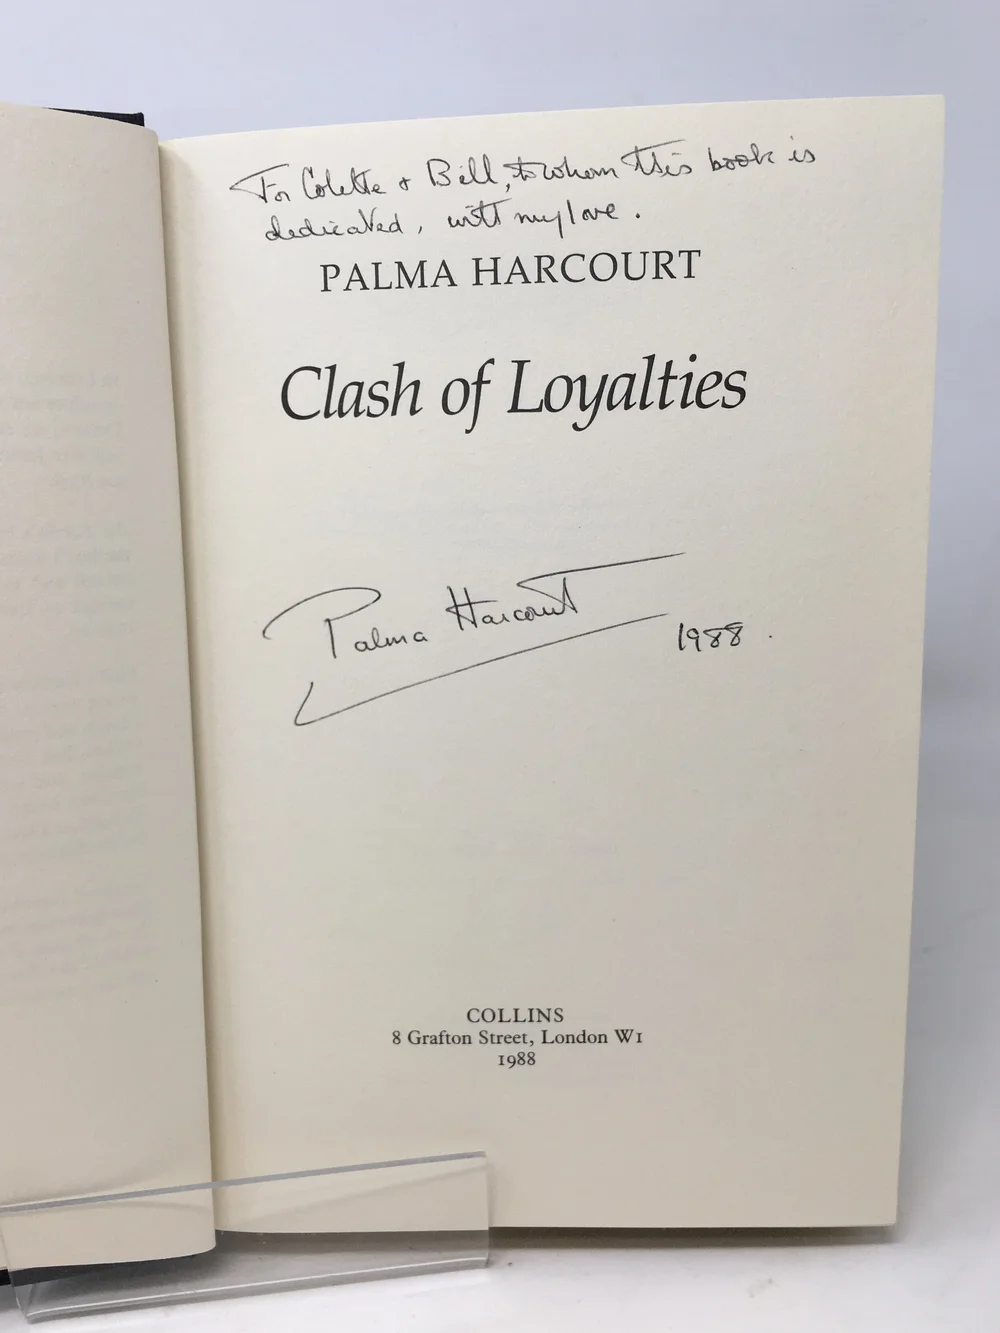 For Colette & Bill, to whom this book is
dedicated, with my love.
PALMA HARCOURT
Clash of Loyalties
Palma Harcourt
1988.
COLLINS
8 Grafton Street, London W1
1988